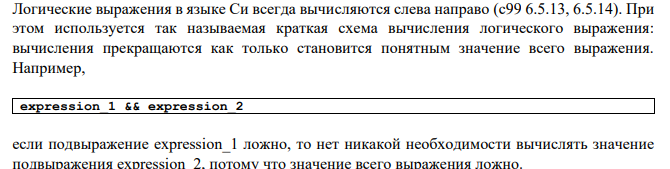 Логические выражения в языке Си всегда вычисляются слева направо (c99 6.5.13, 6.5.14). При
этом используется так называемая краткая схема вычисления логического выражения:
вычисления прекращаются как только становится понятным значение всего выражения.
Например,
expression_1 && expression_2
если подвыражение expression_1 ложно, то нет никакой необходимости вычислять значение
подвыражения expression_2, потому что значение всего выражения ложно.